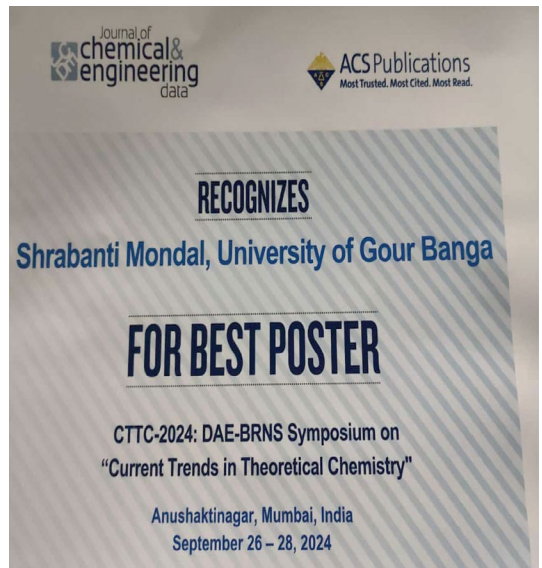 Journal of
chemical&
engineering
data
ACS Publications
Most Trusted. Most Cited. Most Read.
RECOGNIZES
Shrabanti Mondal, University of Gour Banga
FOR BEST POSTER
CTTC-2024: DAE-BRNS Symposium on
“Current Trends in Theoretical Chemistry"
Anushaktinagar, Mumbai, India
September 26 – 28, 2024